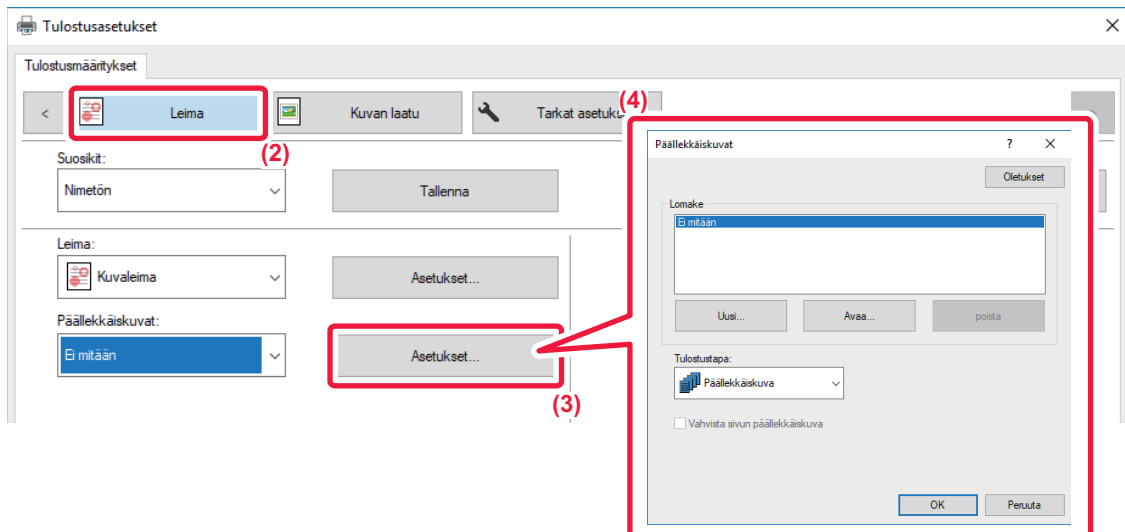 Tulostusasetukset
Tulostusmääritykset
< Leima Kuvan laatu Tarkat asetuks
(4)
(2)
Suosikit:
Nimetön Tallenna
Leima:
Kuvaleima Asetukset...
Päällekkäiskuvat:
Ei mitään Asetukset...
(3)
Päällekkäiskuvat ? ×
Oletukset
Lomake
Ei mitään
Uusi... Avaa... poista
Tulostustapa:
Päällekkäiskuva
Vahvista sivun päällekkäiskuva
OK Peruuta